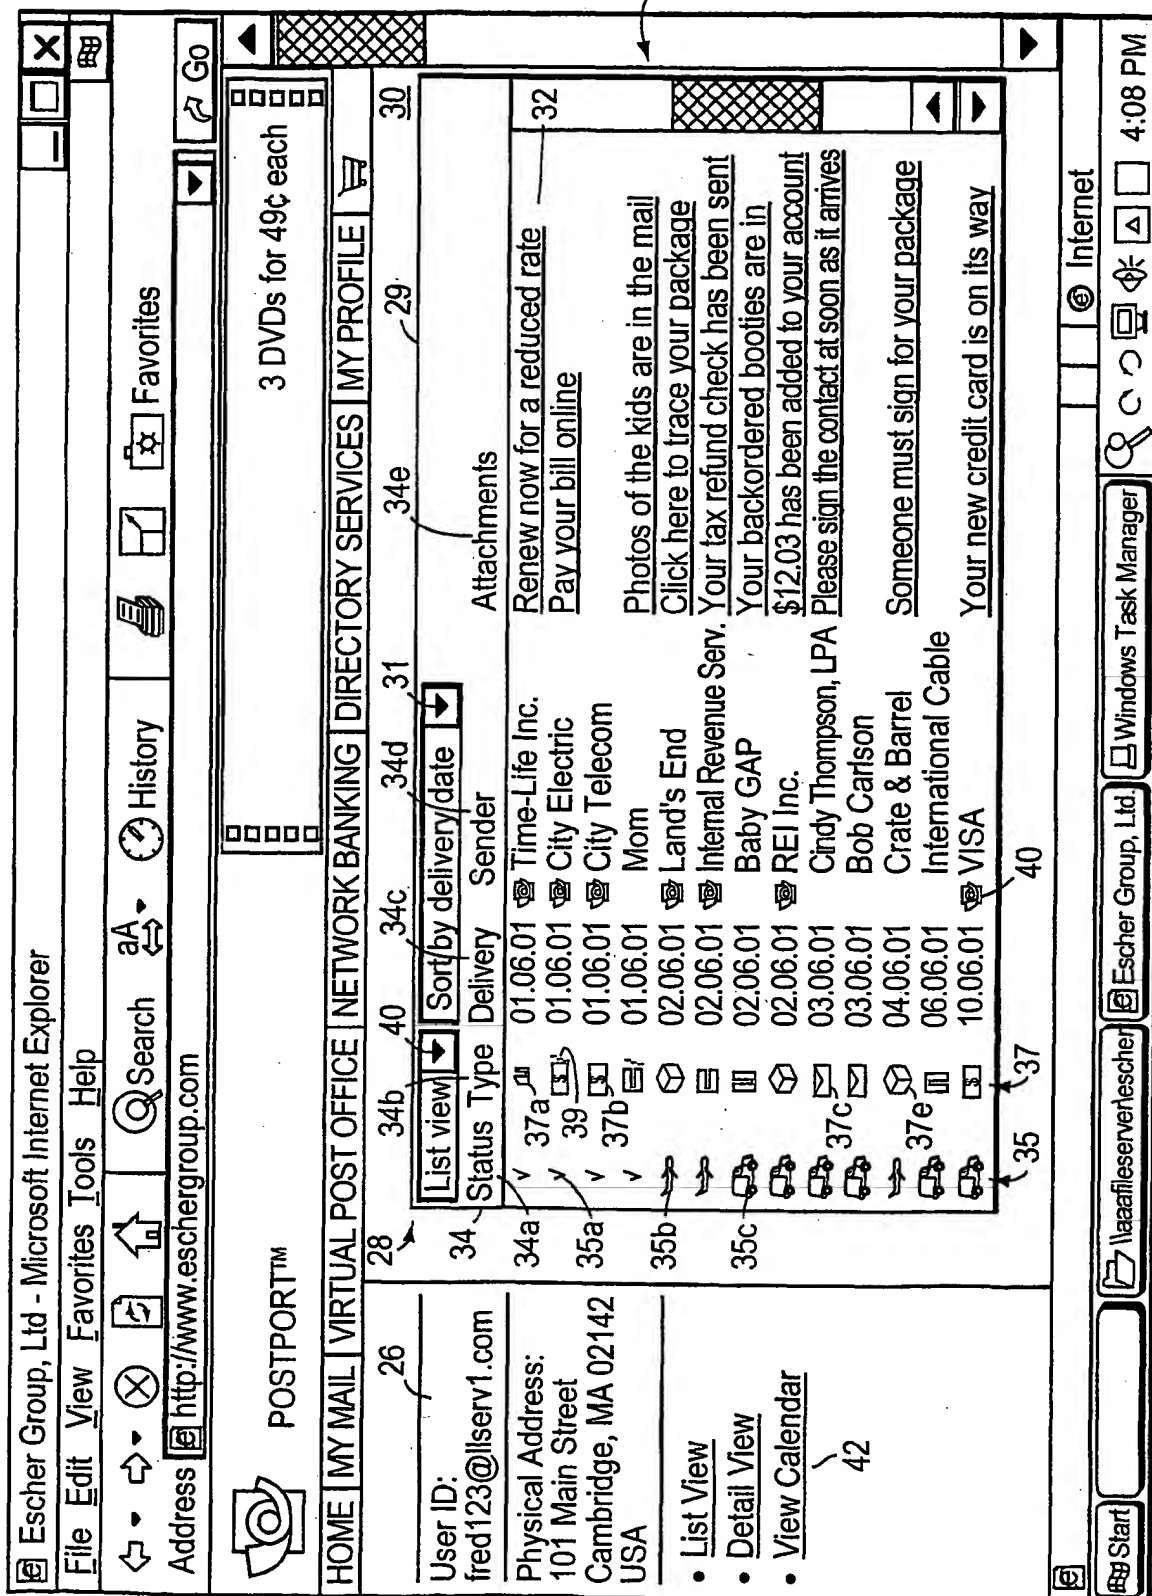 Escher Group, Ltd - Microsoft Internet Explorer
File Edit View Favorites Tools Help
Search aA History Favorites
Address http://www.eschergroup.com Go
POSTPORT™
3 DVDs for 49¢ each
HOME MY MAIL VIRTUAL POST OFFICE NETWORK BANKING DIRECTORY SERVICES MY PROFILE
26
User ID:
fred123@llserv1.com
Physical Address:
101 Main Street
Cambridge, MA 02142
USA
• List View
• Detail View
• View Calendar
42
28 34b 40 34c 34d 31 34e 29 30
List view Sort by delivery date
34 Status Type Delivery Sender Attachments
34a 37a 01.06.01 Time-Life Inc. Renew now for a reduced rate 32
35a 39 01.06.01 City Electric Pay your bill online
37b 01.06.01 City Telecom
01.06.01 Mom Photos of the kids are in the mail
35b 02.06.01 Land's End Click here to trace your package
02.06.01 Internal Revenue Serv. Your tax refund check has been sent
35c 02.06.01 Baby GAP Your backordered booties are in
02.06.01 REI Inc. $12.03 has been added to your account
03.06.01 Cindy Thompson, LPA Please sign the contact at soon as it arrives
37c 03.06.01 Bob Carlson
04.06.01 Crate & Barrel Someone must sign for your package
37e 06.06.01 International Cable
10.06.01 VISA Your new credit card is on its way
35 37 40
Internet
Start \\aaafileserver\escher Escher Group, Ltd. Windows Task Manager 4:08 PM